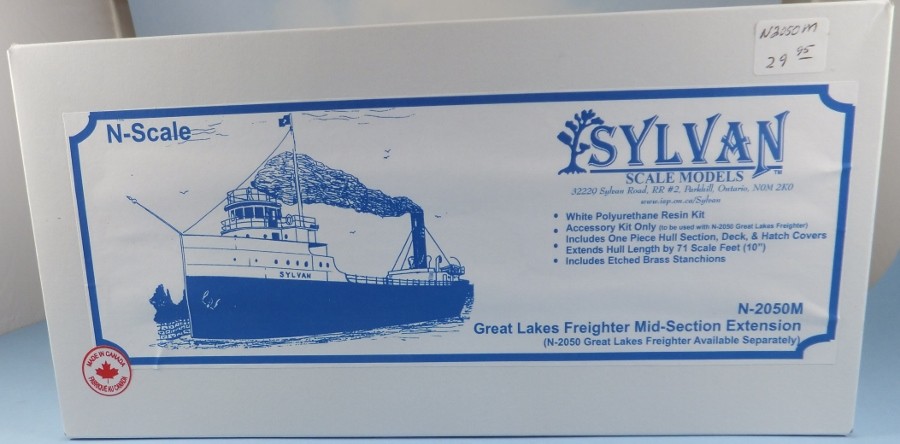 N2050M
29 95
N-Scale
SYLVAN TM
SCALE MODELS
32220 Sylvan Road, RR #2, Parkhill, Ontario, N0M 2K0
www.isp.on.ca/Sylvan
• White Polyurethane Resin Kit
• Accessory Kit Only (to be used with N-2050 Great Lakes Freighter)
• Includes One Piece Hull Section, Deck, & Hatch Covers
• Extends Hull Length by 71 Scale Feet (10")
• Includes Etched Brass Stanchions
SYLVAN
N-2050M
Great Lakes Freighter Mid-Section Extension
(N-2050 Great Lakes Freighter Available Separately)
MADE IN CANADA
FABRIQUÉ AU CANADA